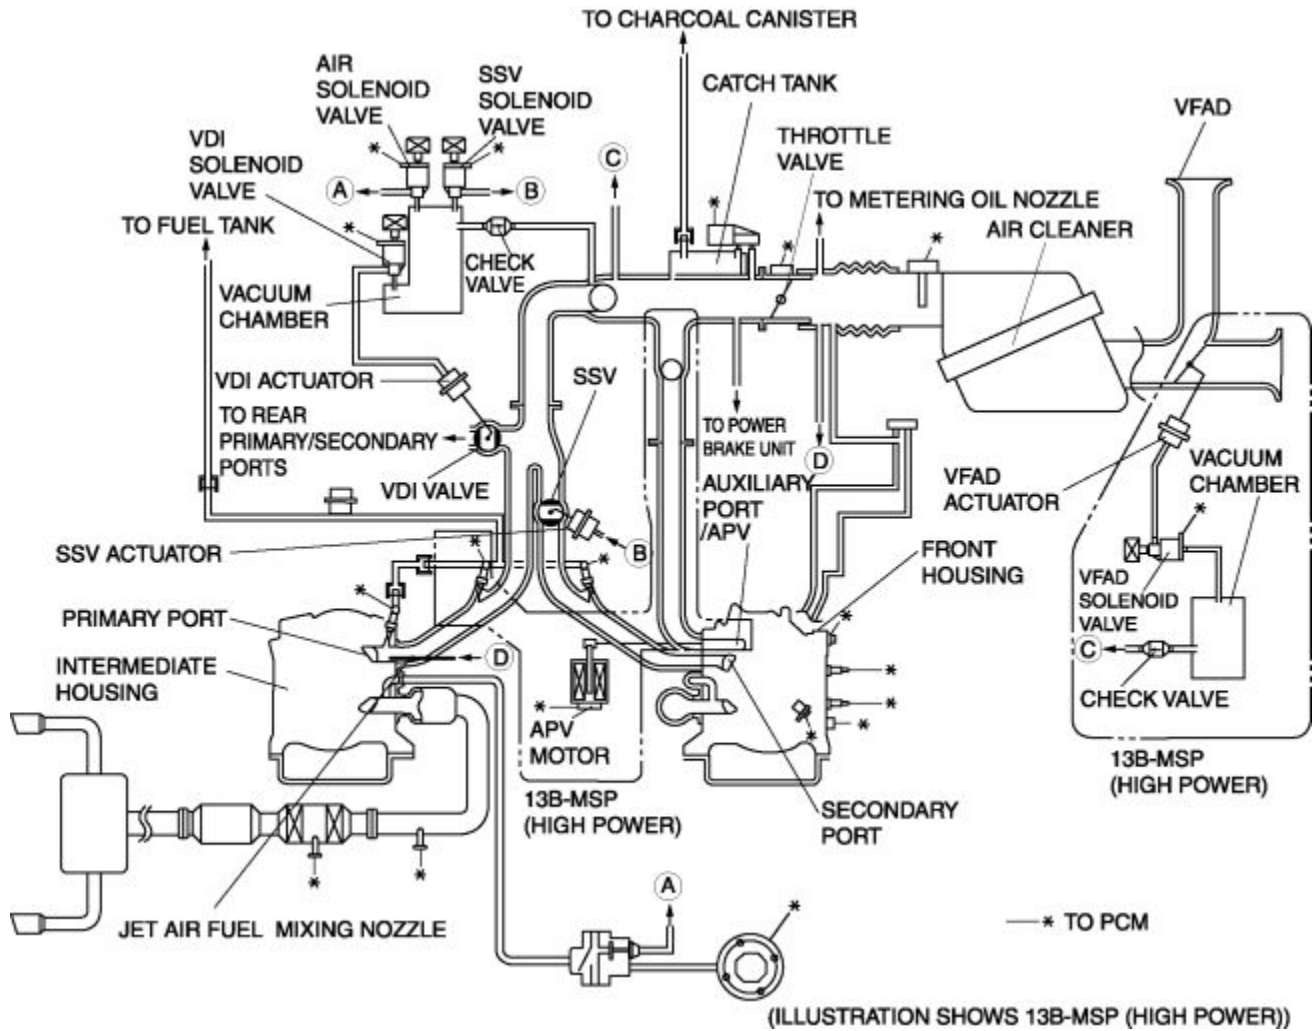 TO CHARCOAL CANISTER
AIR
SOLENOID
VALVE
SSV
SOLENOID
VALVE
CATCH TANK
VFAD
VDI
SOLENOID
VALVE
THROTTLE
VALVE
*
*
C
A
B
*
*
*
*
TO FUEL TANK
TO METERING OIL NOZZLE
AIR CLEANER
CHECK
VALVE
VACUUM
CHAMBER
VDI ACTUATOR
SSV
TO REAR
PRIMARY/SECONDARY
PORTS
TO POWER
BRAKE UNIT
D
VDI VALVE
AUXILIARY
PORT
/APV
VFAD
ACTUATOR
VACUUM
CHAMBER
*
SSV ACTUATOR
B
*
*
*
FRONT
HOUSING
VFAD
SOLENOID
VALVE
PRIMARY PORT
*
C
D
INTERMEDIATE
HOUSING
*
CHECK VALVE
*
*
*
*
APV
MOTOR
13B-MSP
(HIGH POWER)
13B-MSP
(HIGH POWER)
SECONDARY
PORT
*
*
A
*
JET AIR FUEL MIXING NOZZLE
* TO PCM
(ILLUSTRATION SHOWS 13B-MSP (HIGH POWER))